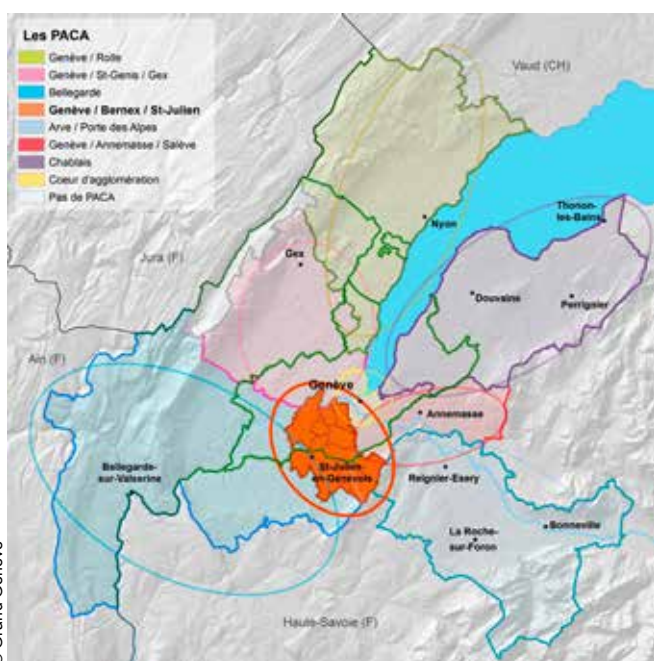 Les PACA
Genève / Rolle
Genève / St-Genis / Gex
Bellegarde
Genève / Bernex / St-Julien
Arve / Porte des Alpes
Genève / Annemasse / Salève
Chablais
Coeur d'agglomération
Pas de PACA
Vaud (CH)
Thonon-
les-Bains
Nyon
Jura (F)
Gex
Douvaine
Perrignier
Ain (F)
Genève
Annemasse
Bellegarde-
sur-Valserine
St-Julien-
en-Genevois
Reignier-Esery
La Roche-
sur-Foron
Bonneville
Haute-Savoie (F)
© Grand Genève